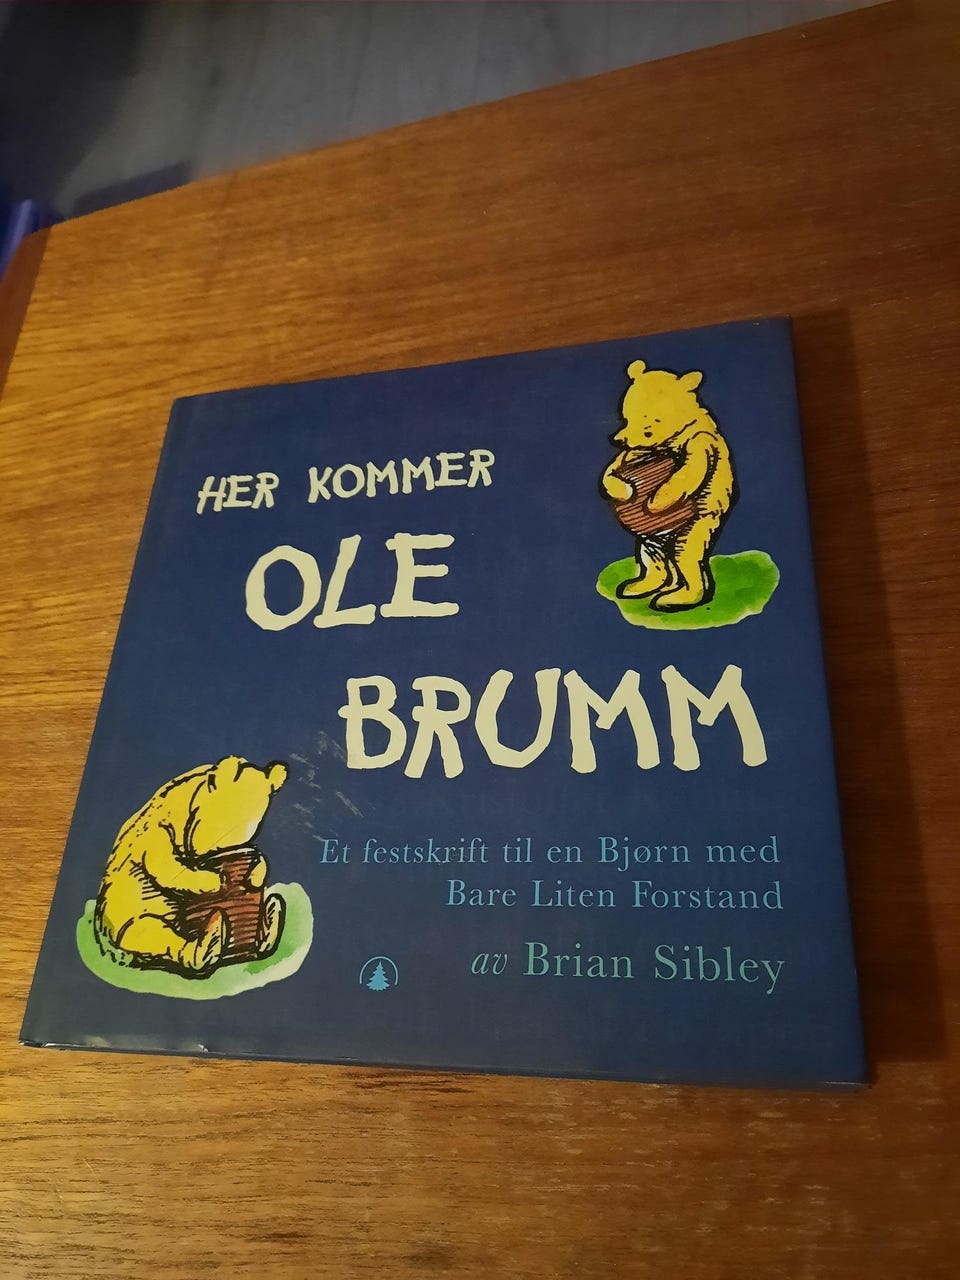 HER KOMMER
OLE
BRUMM
Et festskrift til en Bjørn med
Bare Liten Forstand
av Brian Sibley